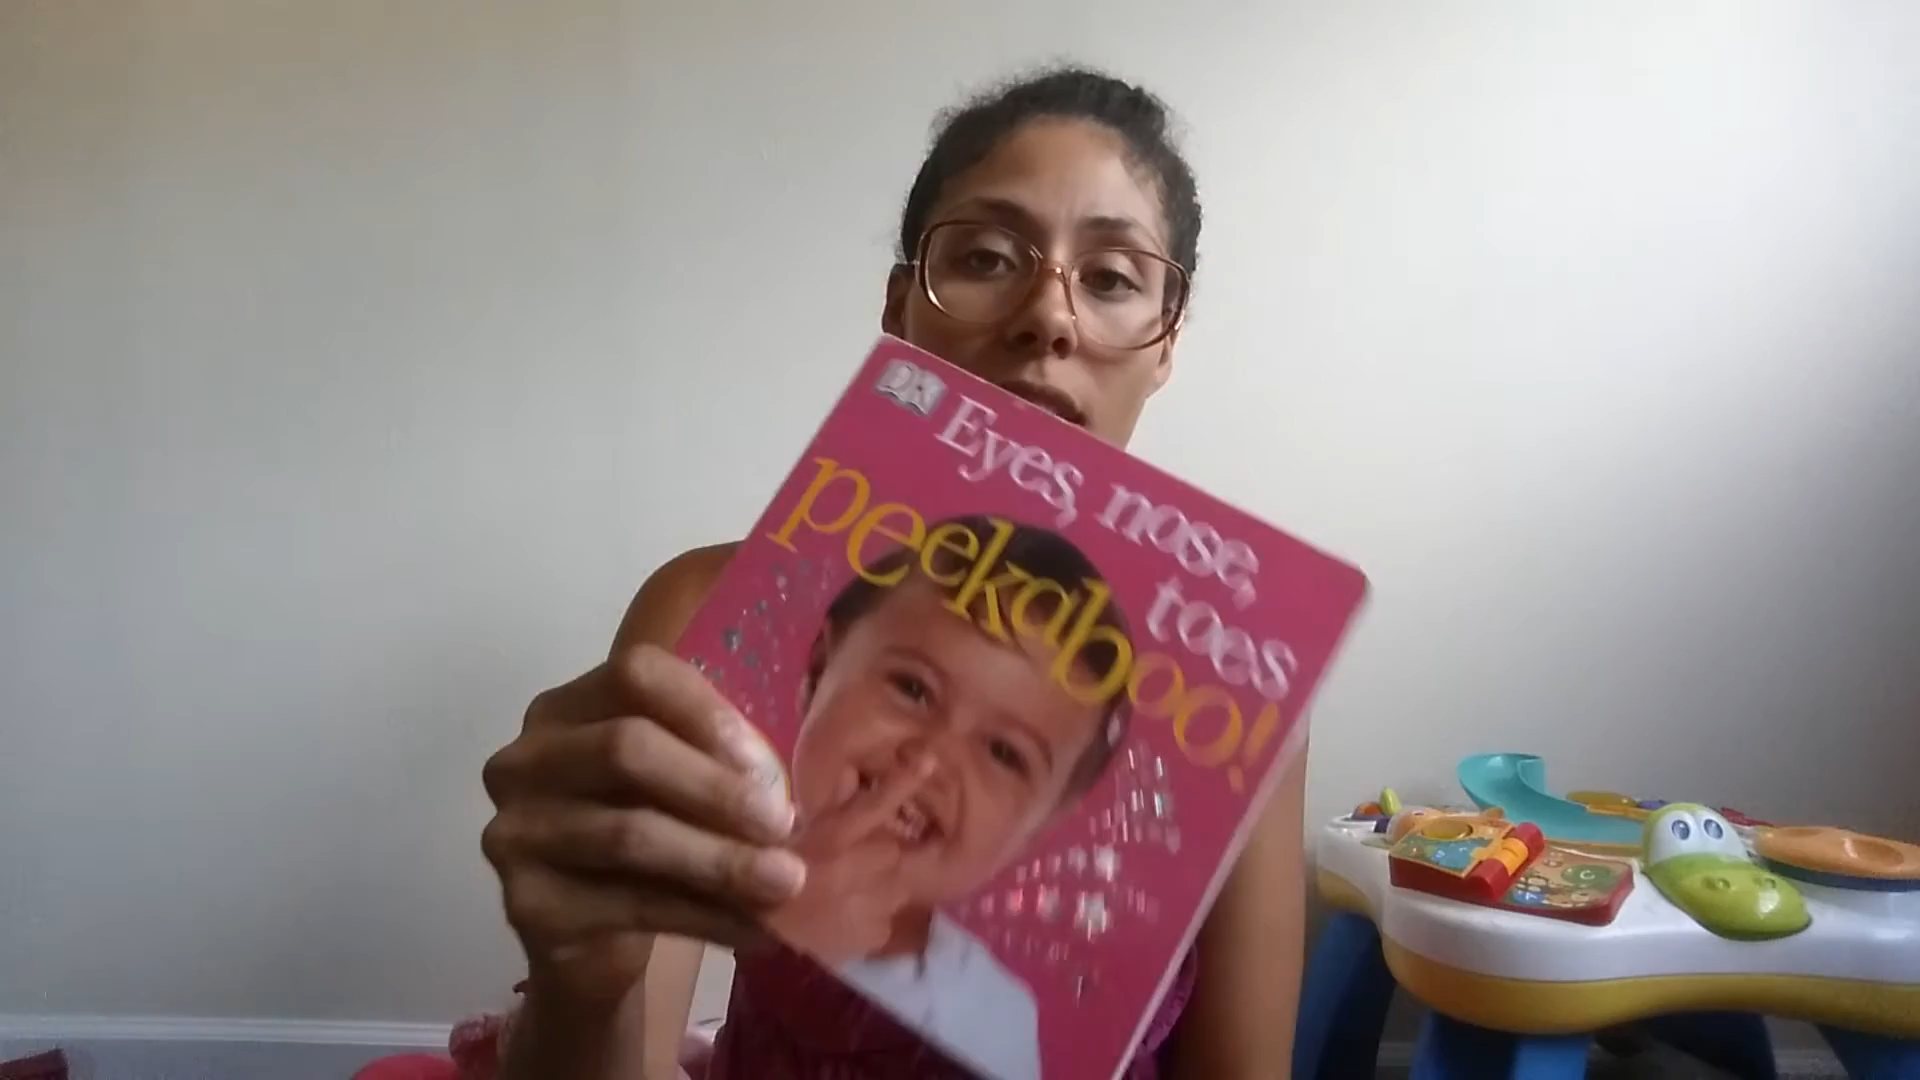 DK
Eyes, nose,
toes
peekaboo!